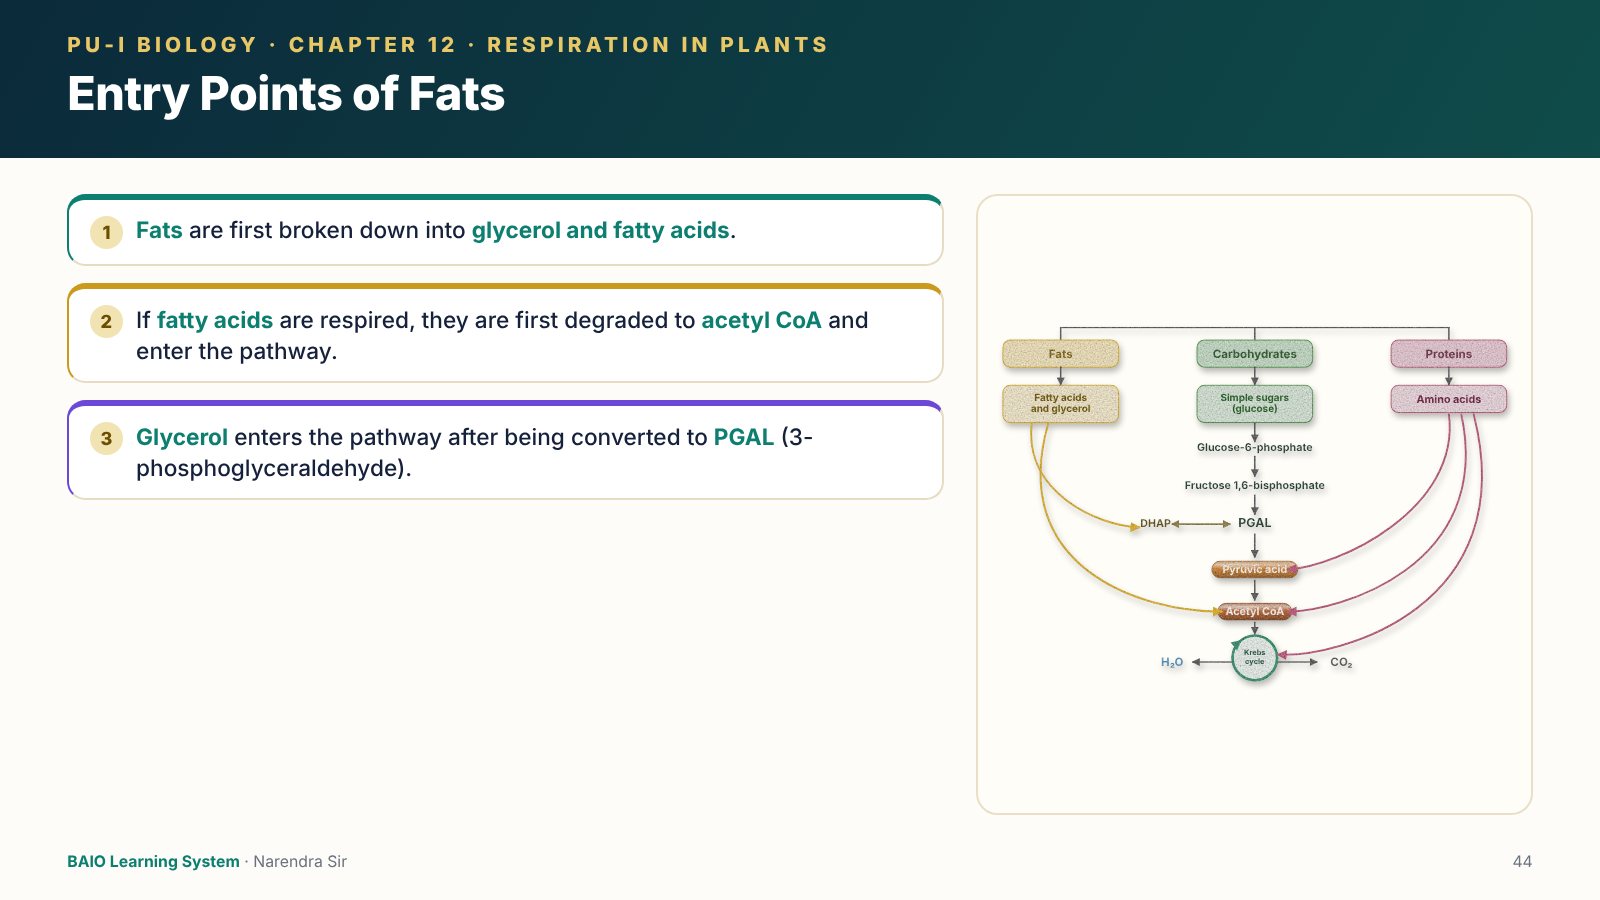 PU-I BIOLOGY · CHAPTER 12 · RESPIRATION IN PLANTS
Entry Points of Fats
1 Fats are first broken down into glycerol and fatty acids.
2 If fatty acids are respired, they are first degraded to acetyl CoA and
enter the pathway.
3 Glycerol enters the pathway after being converted to PGAL (3-
phosphoglyceraldehyde).
Fats Carbohydrates Proteins
Fatty acids
and glycerol
Simple sugars
(glucose)
Amino acids
Glucose-6-phosphate
Fructose 1,6-bisphosphate
DHAP PGAL
Pyruvic acid
Acetyl CoA
Krebs
cycle
H₂O CO₂
BAIO Learning System · Narendra Sir
44